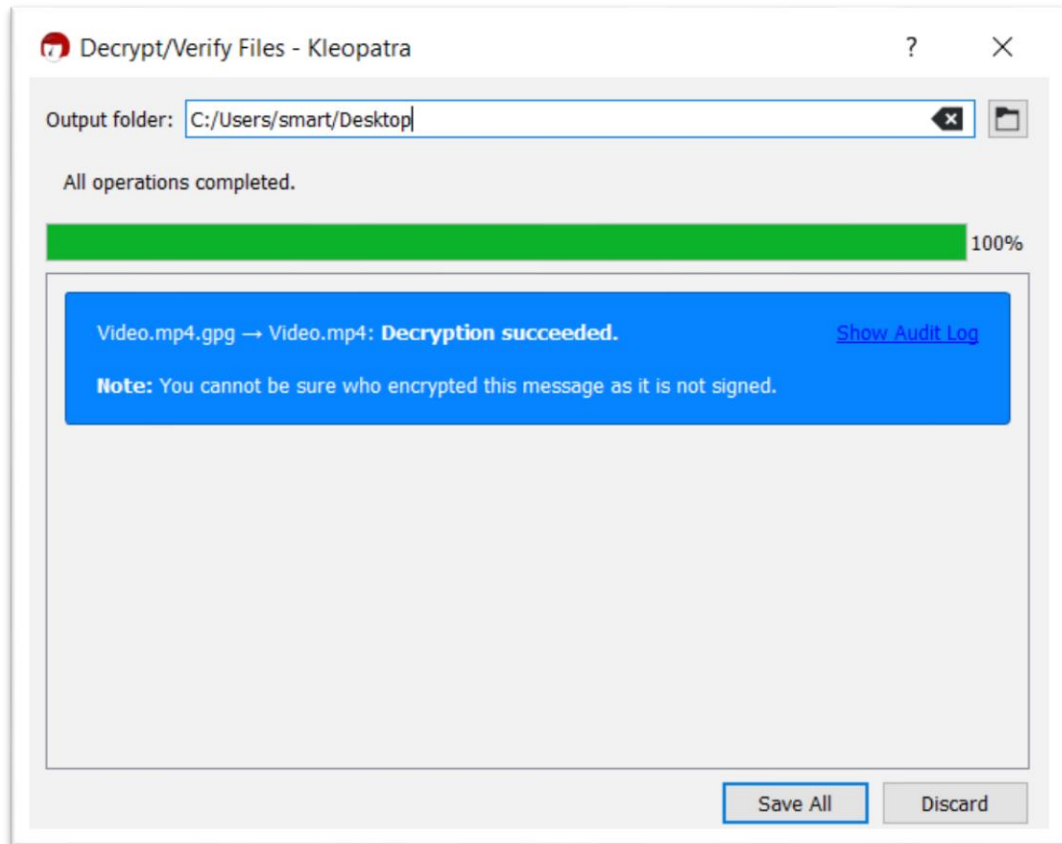 Decrypt/Verify Files - Kleopatra
?
Output folder: C:/Users/smart/Desktop
All operations completed.
100%
Video.mp4.gpg → Video.mp4: Decryption succeeded.
Show Audit Log
Note: You cannot be sure who encrypted this message as it is not signed.
Save All
Discard